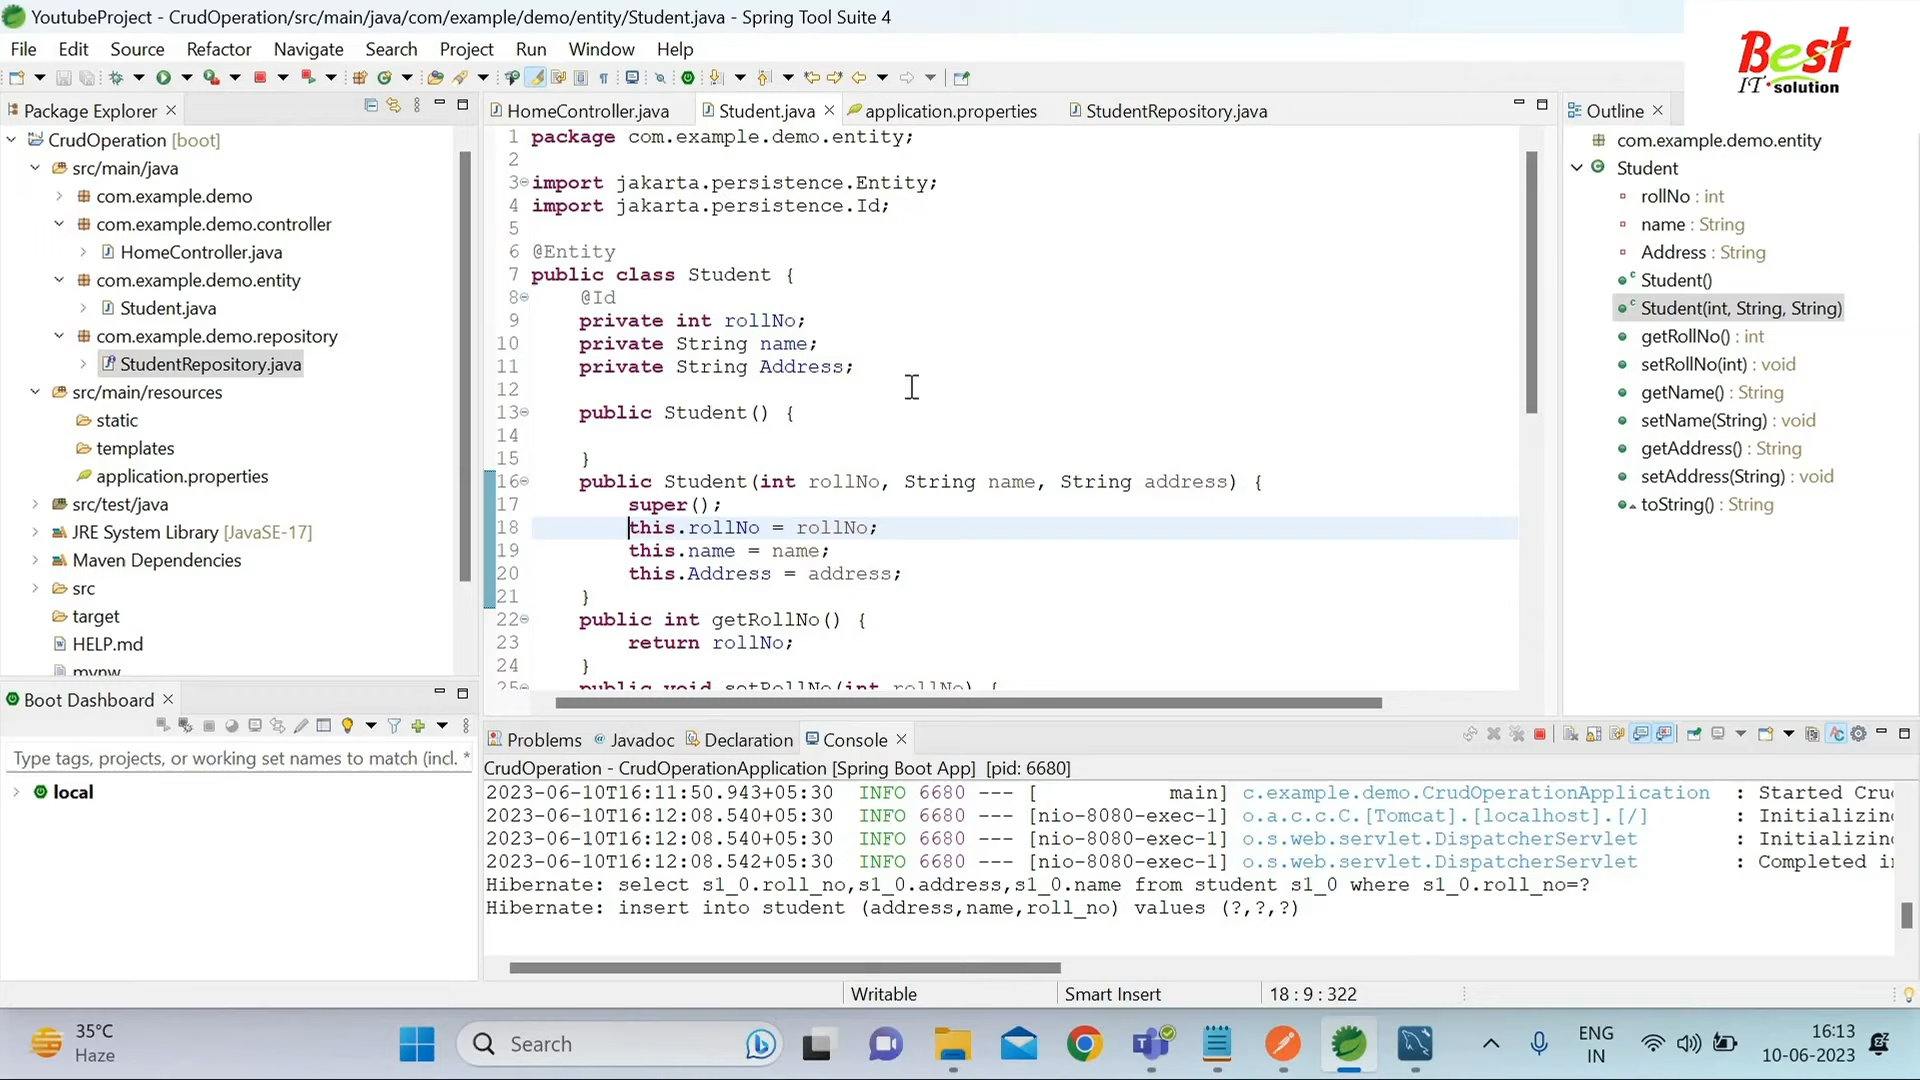 YoutubeProject - CrudOperation/src/main/java/com/example/demo/entity/Student.java - Spring Tool Suite 4
File Edit Source Refactor Navigate Search Project Run Window Help
Best
IT solution
Package Explorer
CrudOperation [boot]
src/main/java
com.example.demo
com.example.demo.controller
HomeController.java
com.example.demo.entity
Student.java
com.example.demo.repository
StudentRepository.java
src/main/resources
static
templates
application.properties
src/test/java
JRE System Library [JavaSE-17]
Maven Dependencies
src
target
HELP.md
mvnw
HomeController.java Student.java application.properties StudentRepository.java
1 package com.example.demo.entity;
2
3 import jakarta.persistence.Entity;
4 import jakarta.persistence.Id;
5
6 @Entity
7 public class Student {
8 @Id
9 private int rollNo;
10 private String name;
11 private String Address;
12
13 public Student() {
14
15 }
16 public Student(int rollNo, String name, String address) {
17 super();
18 this.rollNo = rollNo;
19 this.name = name;
20 this.Address = address;
21 }
22 public int getRollNo() {
23 return rollNo;
24 }
25 public void setRollNo(int rollNo) {
Outline
com.example.demo.entity
Student
rollNo : int
name : String
Address : String
Student()
Student(int, String, String)
getRollNo() : int
setRollNo(int) : void
getName() : String
setName(String) : void
getAddress() : String
setAddress(String) : void
toString() : String
Boot Dashboard
Type tags, projects, or working set names to match (incl. *
local
Problems Javadoc Declaration Console
CrudOperation - CrudOperationApplication [Spring Boot App] [pid: 6680]
2023-06-10T16:11:50.943+05:30 INFO 6680 --- [ main] c.example.demo.CrudOperationApplication : Started Cru
2023-06-10T16:12:08.540+05:30 INFO 6680 --- [nio-8080-exec-1] o.a.c.c.C.[Tomcat].[localhost].[/] : Initializin
2023-06-10T16:12:08.540+05:30 INFO 6680 --- [nio-8080-exec-1] o.s.web.servlet.DispatcherServlet : Initializin
2023-06-10T16:12:08.542+05:30 INFO 6680 --- [nio-8080-exec-1] o.s.web.servlet.DispatcherServlet : Completed i
Hibernate: select s1_0.roll_no,s1_0.address,s1_0.name from student s1_0 where s1_0.roll_no=?
Hibernate: insert into student (address,name,roll_no) values (?,?,?)
Writable Smart Insert 18 : 9 : 322
35°C
Haze
Search
ENG
IN
16:13
10-06-2023